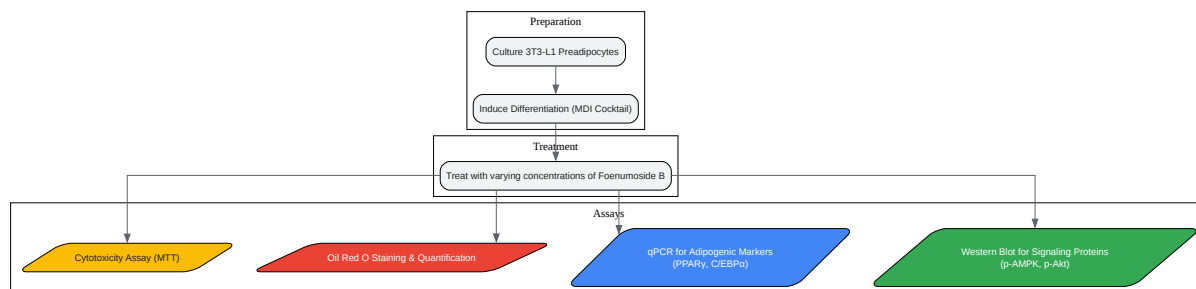 Preparation
Culture 3T3-L1 Preadipocytes
Induce Differentiation (MDI Cocktail)
Treatment
Treat with varying concentrations of Foenumoside B
Assays
Cytotoxicity Assay (MTT)
Oil Red O Staining & Quantification
qPCR for Adipogenic Markers
(PPARγ, C/EBPα)
Western Blot for Signaling Proteins
(p-AMPK, p-Akt)